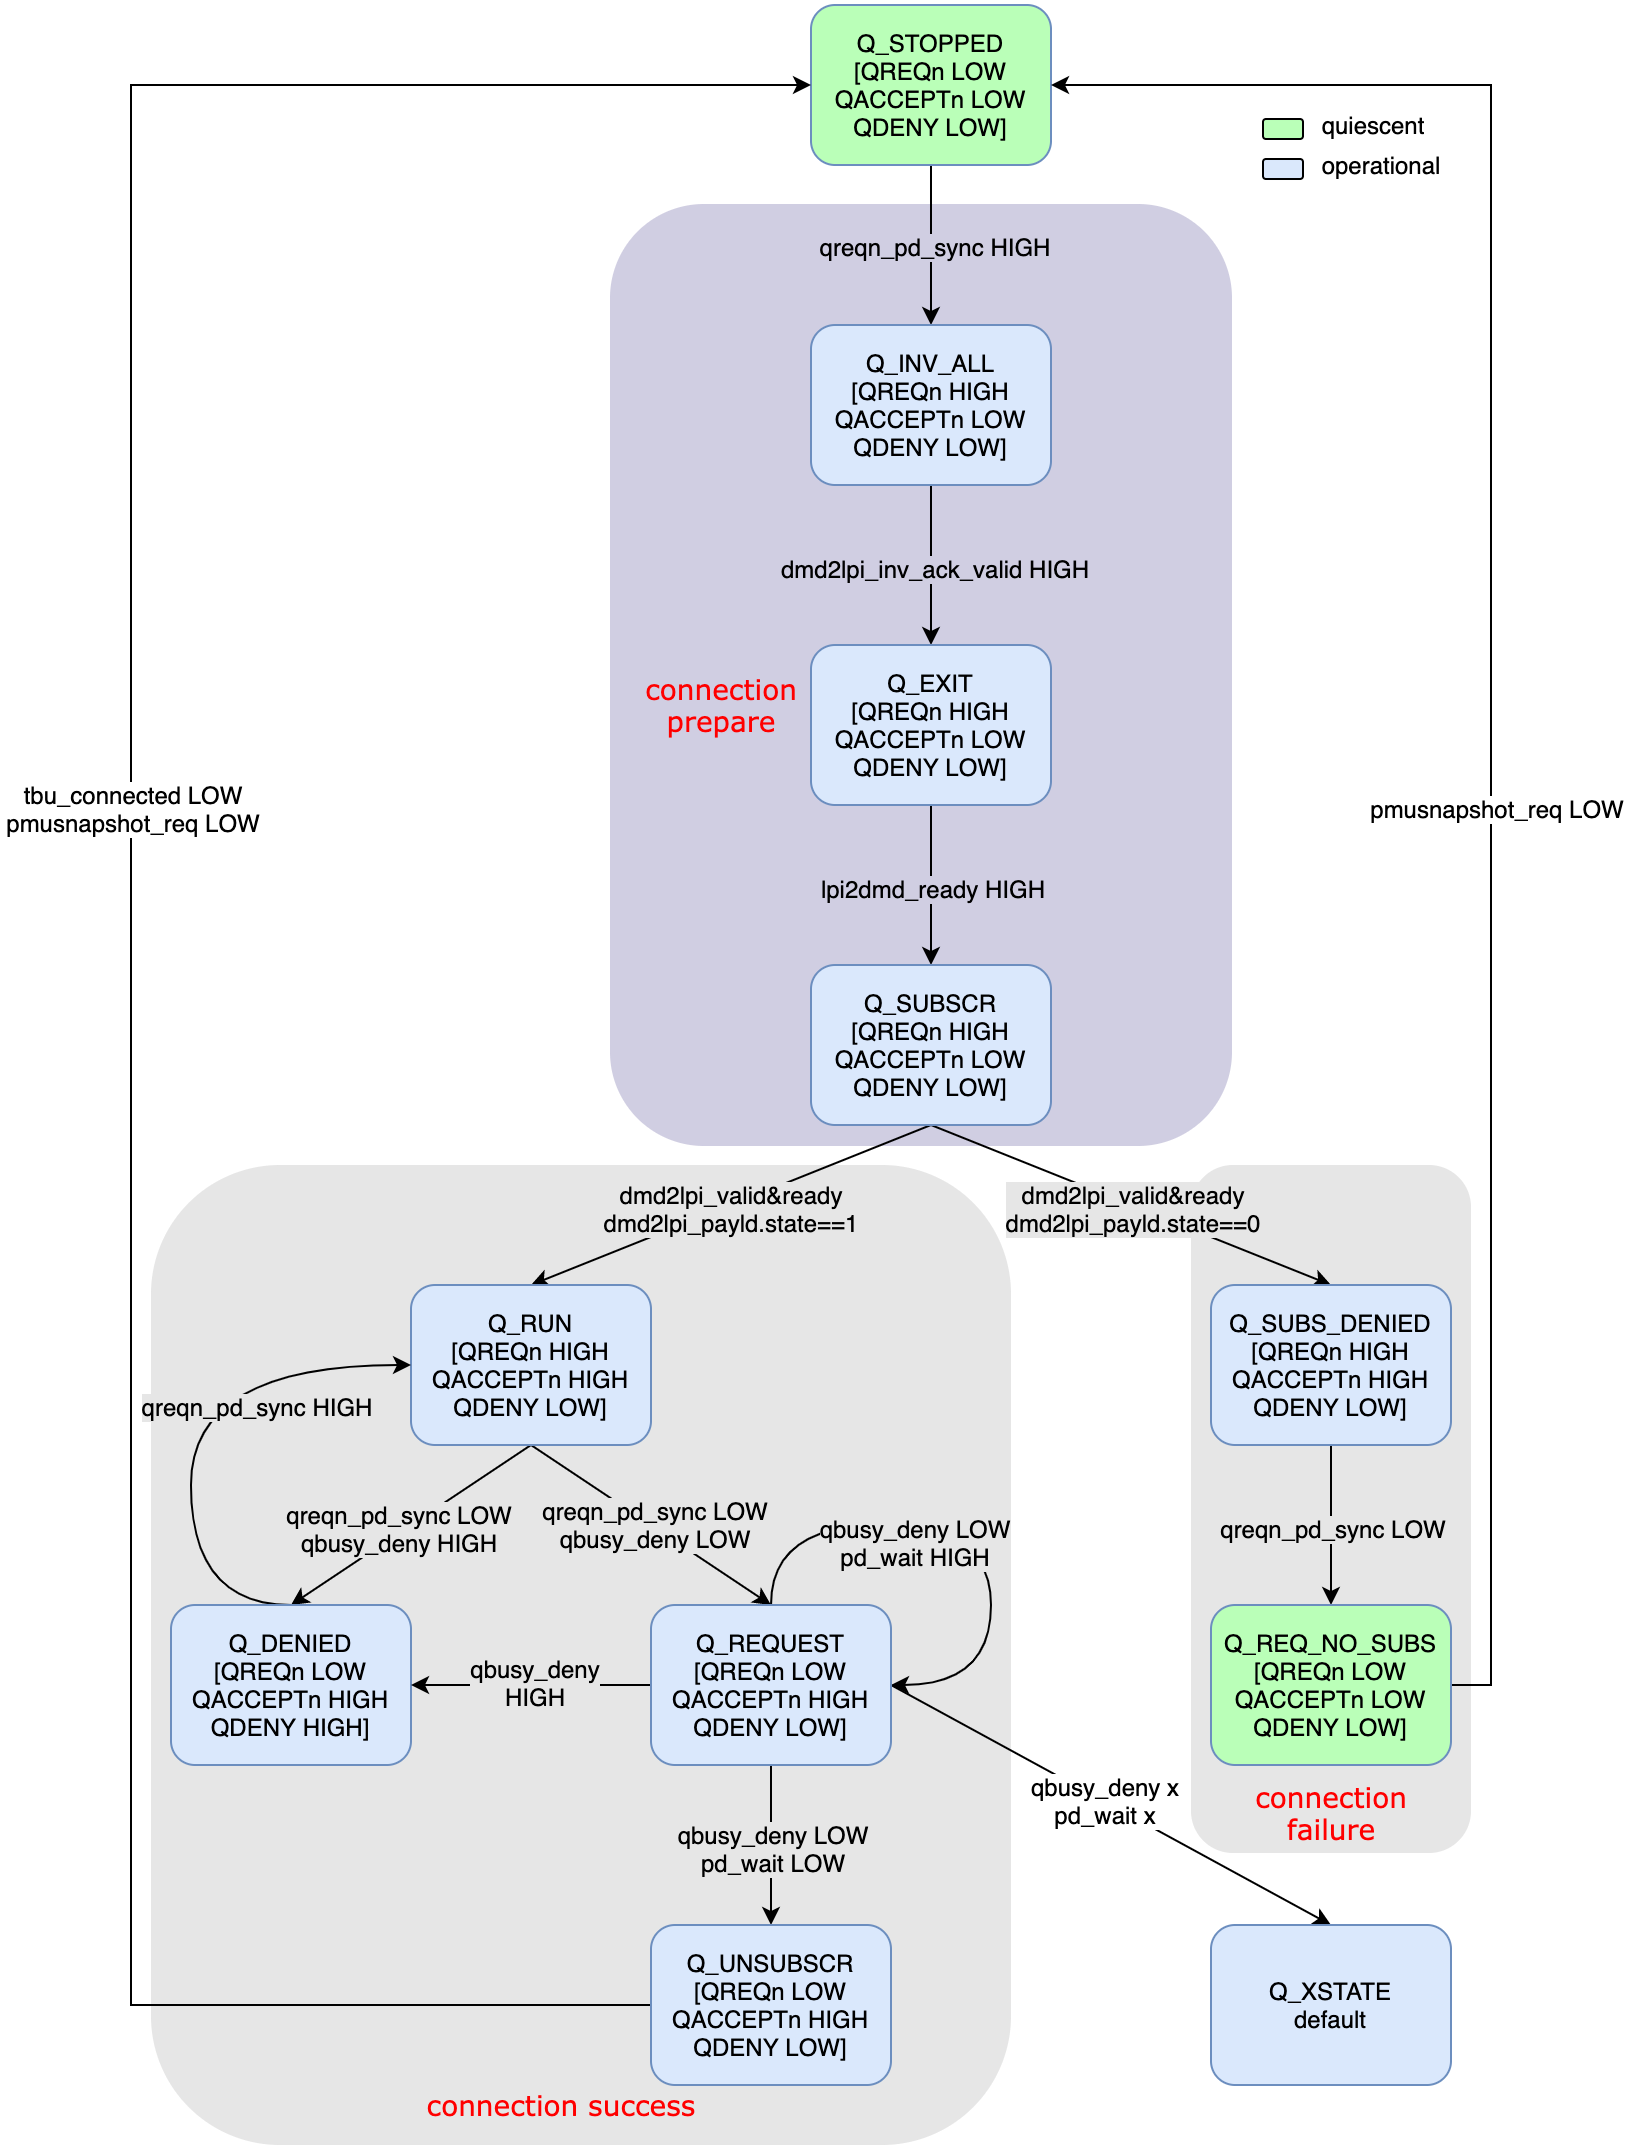 Q_STOPPED
[QREQn LOW
QACCEPTn LOW
QDENY LOW]
quiescent
operational
qreqn_pd_sync HIGH
Q_INV_ALL
[QREQn HIGH
QACCEPTn LOW
QDENY LOW]
dmd2lpi_inv_ack_valid HIGH
connection
prepare
Q_EXIT
[QREQn HIGH
QACCEPTn LOW
QDENY LOW]
tbu_connected LOW
pmusnapshot_req LOW
pmusnapshot_req LOW
lpi2dmd_ready HIGH
Q_SUBSCR
[QREQn HIGH
QACCEPTn LOW
QDENY LOW]
dmd2lpi_valid&ready
dmd2lpi_payld.state==1
dmd2lpi_valid&ready
dmd2lpi_payld.state==0
Q_RUN
[QREQn HIGH
QACCEPTn HIGH
QDENY LOW]
Q_SUBS_DENIED
[QREQn HIGH
QACCEPTn HIGH
QDENY LOW]
qreqn_pd_sync HIGH
qreqn_pd_sync LOW
qbusy_deny HIGH
qreqn_pd_sync LOW
qbusy_deny LOW
qbusy_deny LOW
pd_wait HIGH
qreqn_pd_sync LOW
Q_DENIED
[QREQn LOW
QACCEPTn HIGH
QDENY HIGH]
qbusy_deny
HIGH
Q_REQUEST
[QREQn LOW
QACCEPTn HIGH
QDENY LOW]
Q_REQ_NO_SUBS
[QREQn LOW
QACCEPTn LOW
QDENY LOW]
qbusy_deny x
pd_wait x
connection
failure
qbusy_deny LOW
pd_wait LOW
Q_UNSUBSCR
[QREQn LOW
QACCEPTn HIGH
QDENY LOW]
Q_XSTATE
default
connection success